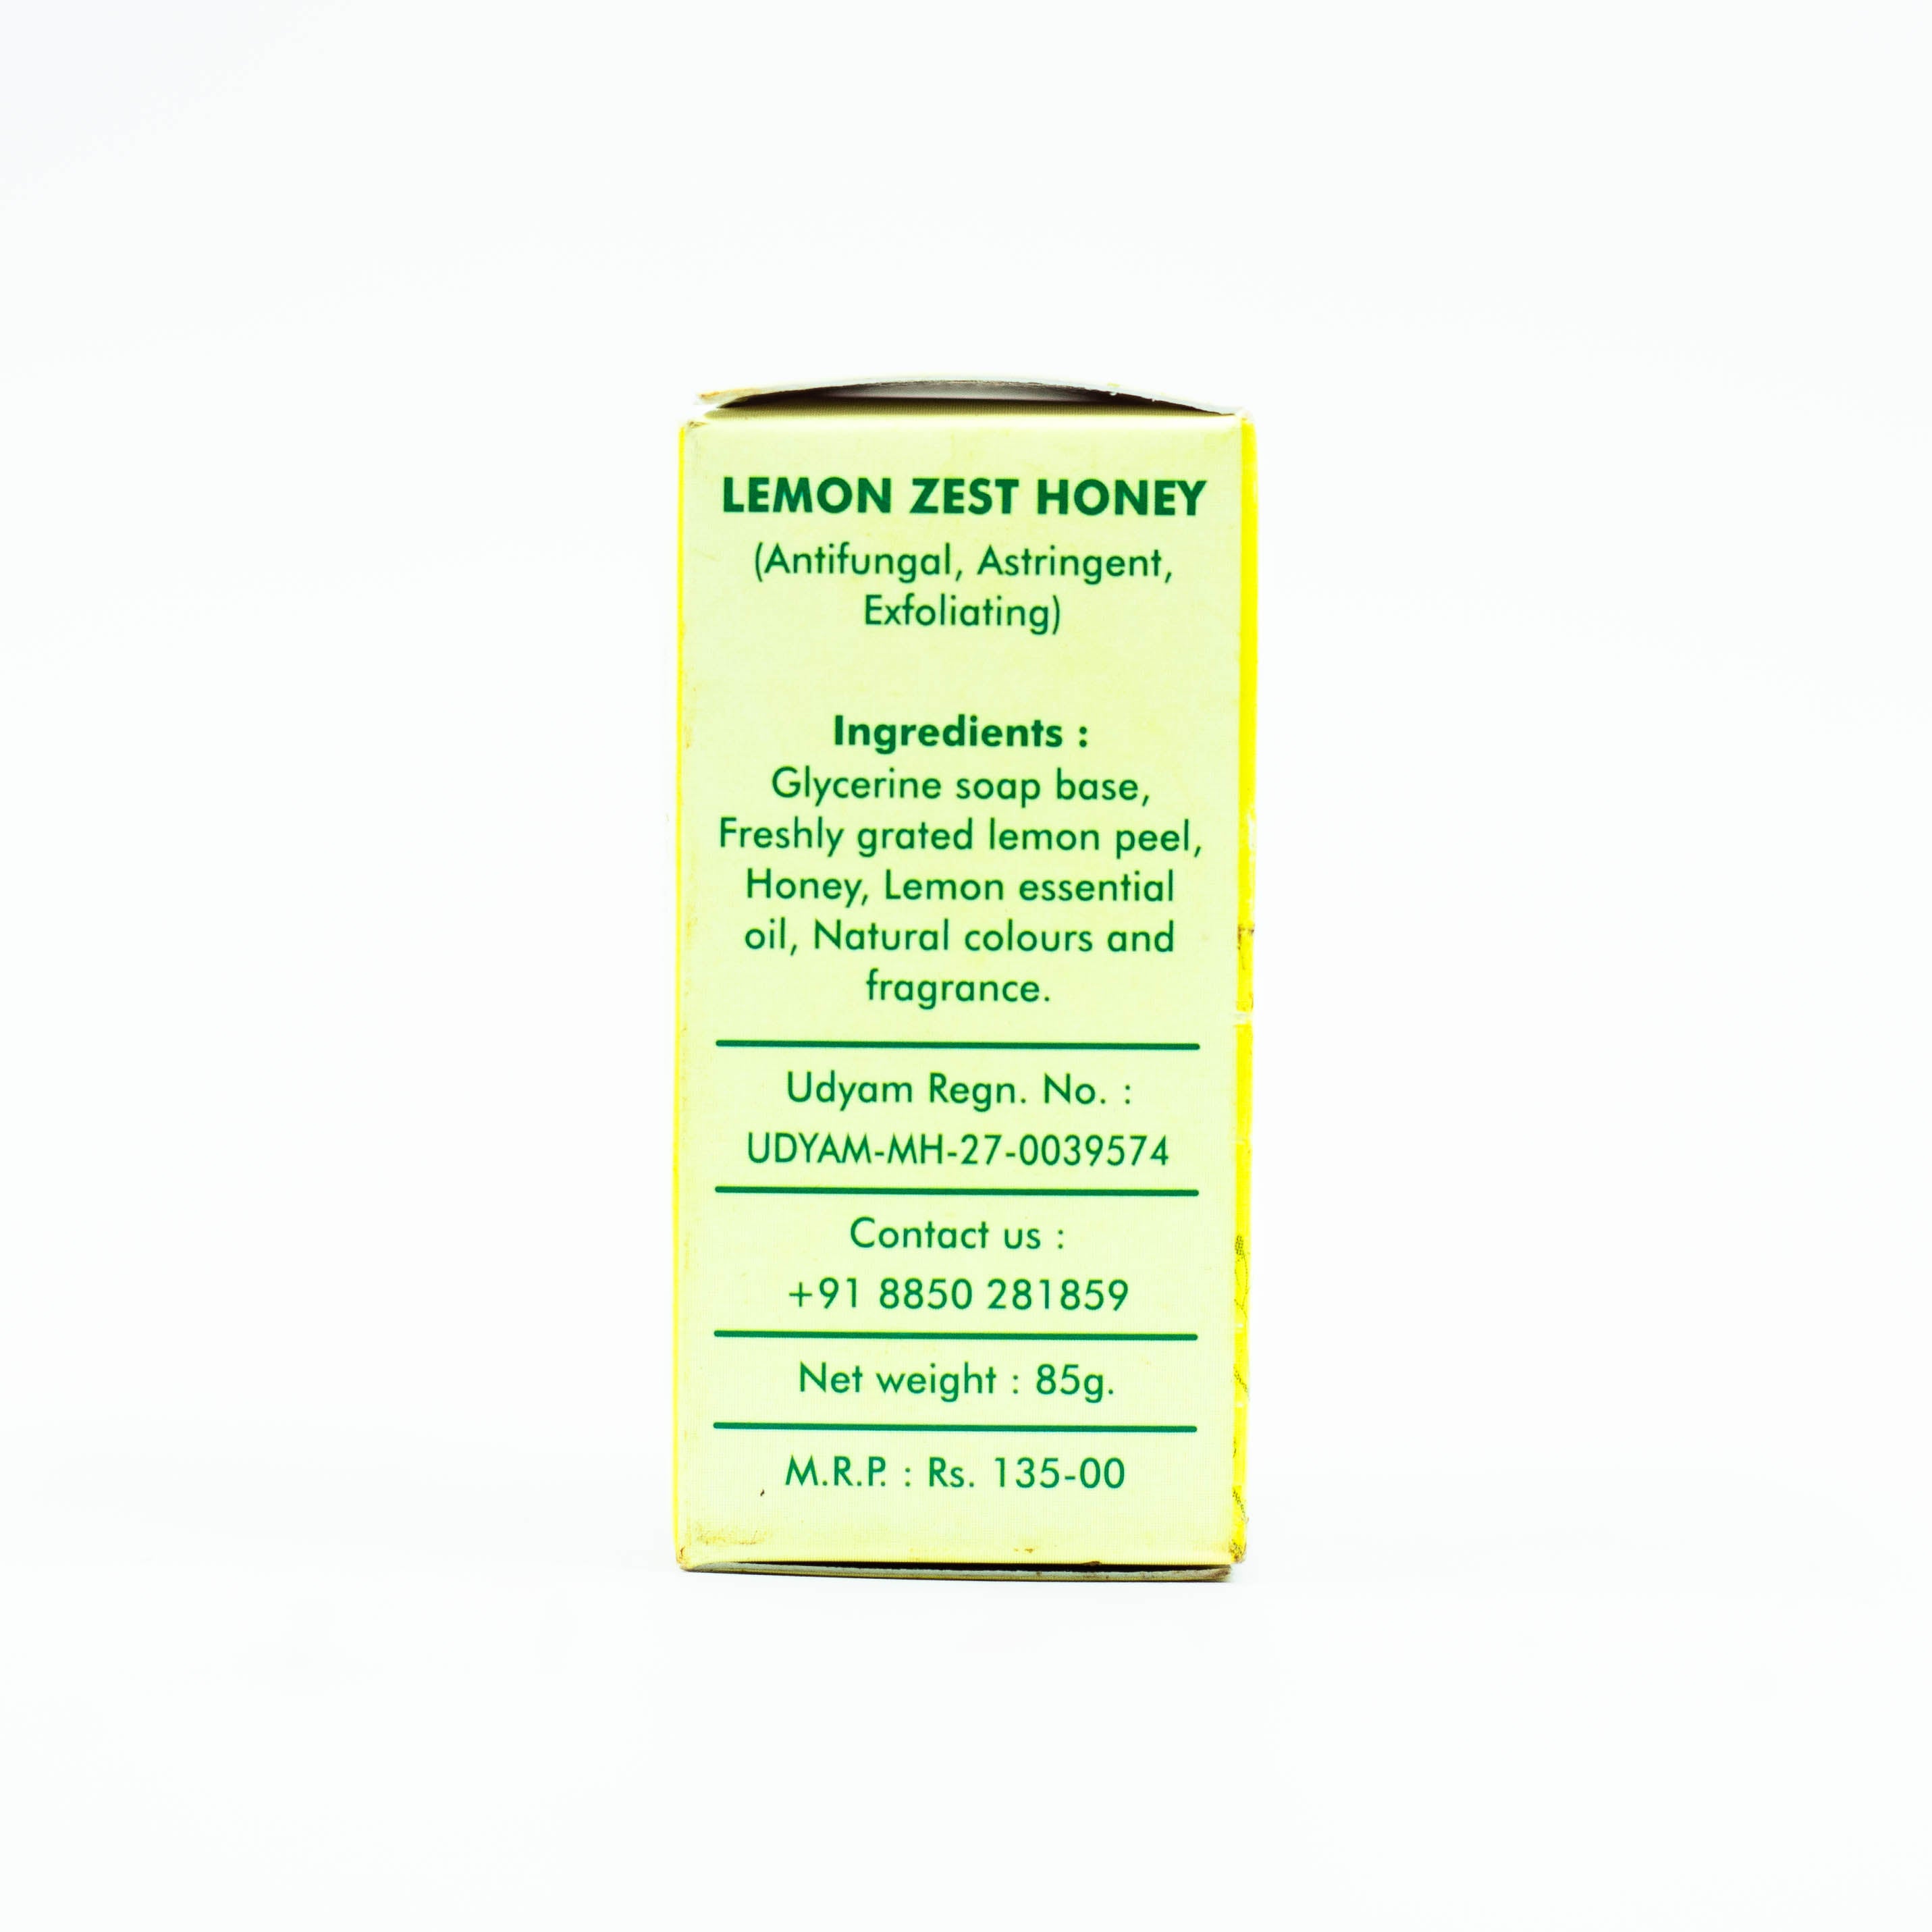 LEMON ZEST HONEY
(Antifungal, Astringent,
Exfoliating)
Ingredients :
Glycerine soap base,
Freshly grated lemon peel,
Honey, Lemon essential
oil, Natural colours and
fragrance.
Udyam Regn. No. :
UDYAM-MH-27-0039574
Contact us :
+91 8850 281859
Net weight : 85g.
M.R.P. : Rs. 135-00